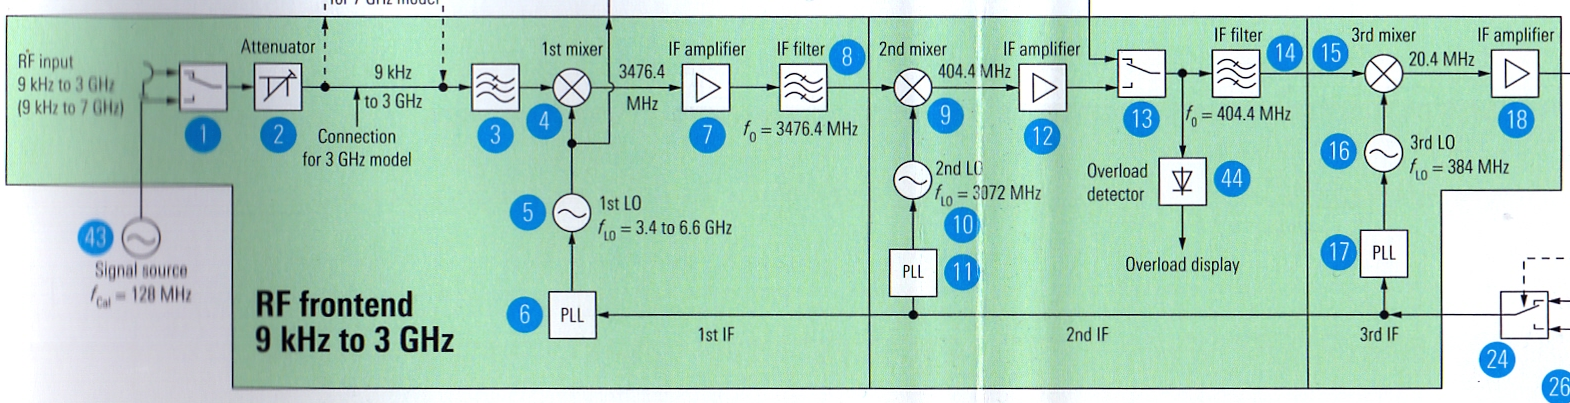 for 7 GHz model
RF input
9 kHz to 3 GHz
(9 kHz to 7 GHz)
1
Attenuator
2
9 kHz
to 3 GHz
Connection
for 3 GHz model
3
1st mixer
4
3476.4
MHz
IF amplifier
7
IF filter
8
f0 = 3476.4 MHz
5
1st LO
fLO = 3.4 to 6.6 GHz
6
PLL
1st IF
43
Signal source
fCal = 128 MHz
RF frontend
9 kHz to 3 GHz
2nd mixer
9
404.4 MHz
IF amplifier
12
13
IF filter
14
f0 = 404.4 MHz
2nd LO
fLO = 3072 MHz
10
PLL
11
Overload
detector
44
Overload display
2nd IF
15
3rd mixer
20.4 MHz
IF amplifier
18
16
3rd LO
fLO = 384 MHz
17
PLL
3rd IF
24
26